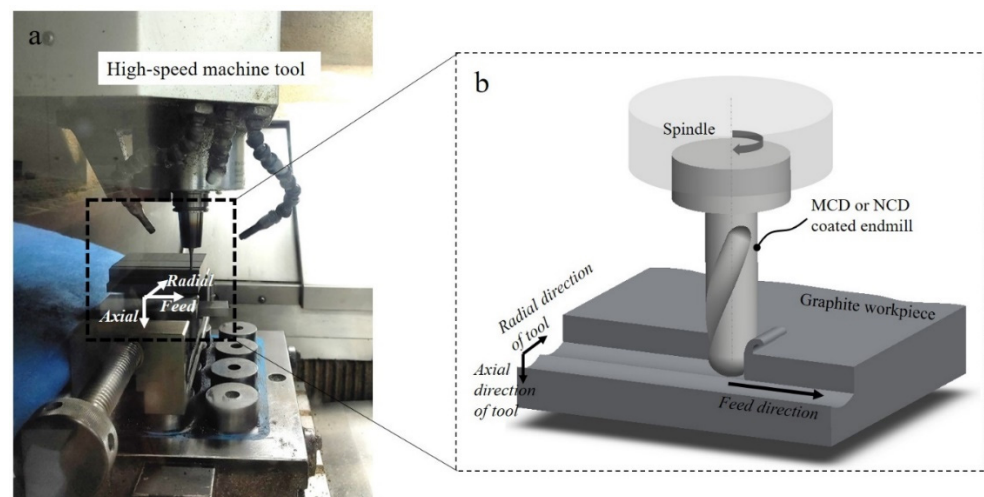 a
High-speed machine tool
Radial
Feed
Axial
b
Spindle
MCD or NCD
coated endmill
Graphite workpiece
Radial direction
of tool
Axial
direction
of tool
Feed direction